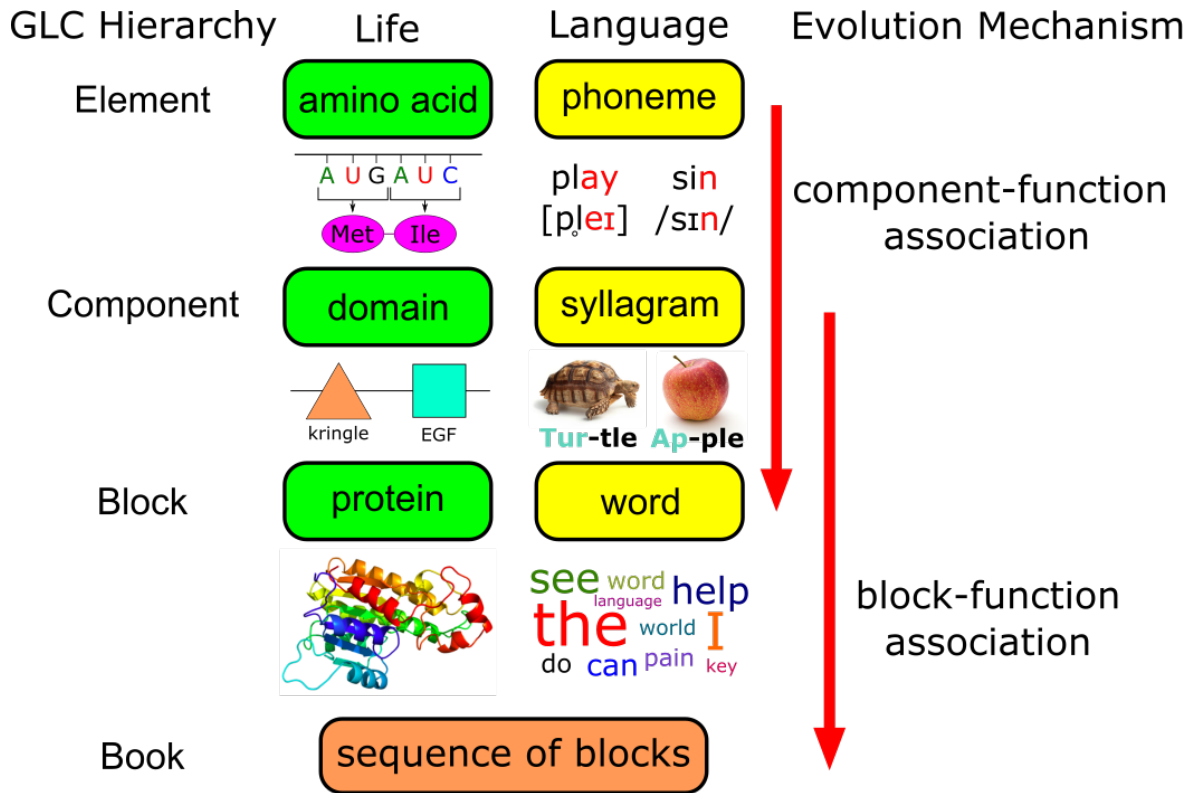 GLC Hierarchy Life Language Evolution Mechanism
Element amino acid phoneme
A U G A U C
Met Ile
play sin
[pl̥eɪ] /sɪn/
component-function
association
Component domain syllagram
kringle EGF
Tur-tle Ap-ple
Block protein word
see word help
language
the world I
do can pain key
block-function
association
Book sequence of blocks